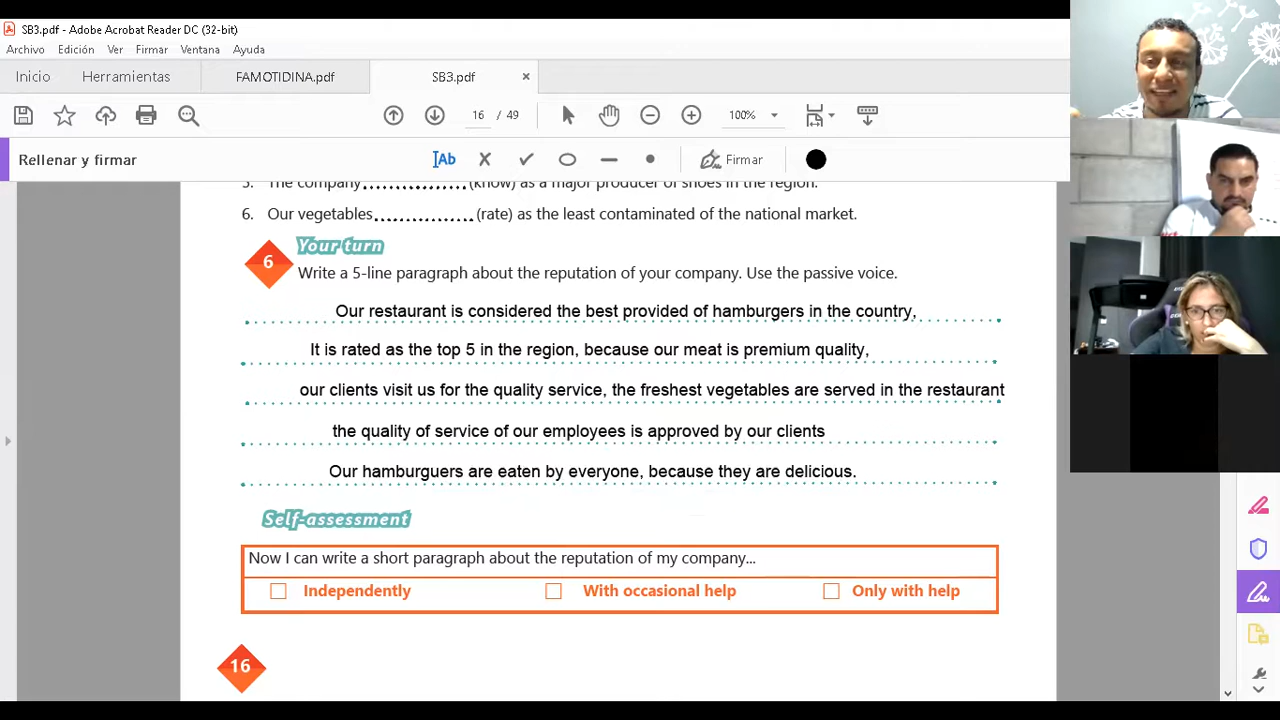 SB3.pdf - Adobe Acrobat Reader DC (32-bit)
Archivo Edición Ver Firmar Ventana Ayuda
Inicio Herramientas FAMOTIDINA.pdf SB3.pdf ×
16 / 49 100%
Rellenar y firmar Ab Firmar
5. The company (know) as a major producer of shoes in the region.
6. Our vegetables (rate) as the least contaminated of the national market.
Your turn
6 Write a 5-line paragraph about the reputation of your company. Use the passive voice.
Our restaurant is considered the best provided of hamburgers in the country,
It is rated as the top 5 in the region, because our meat is premium quality,
our clients visit us for the quality service, the freshest vegetables are served in the restaurant
the quality of service of our employees is approved by our clients
Our hamburguers are eaten by everyone, because they are delicious.
Self-assessment
Now I can write a short paragraph about the reputation of my company...
Independently With occasional help Only with help
16